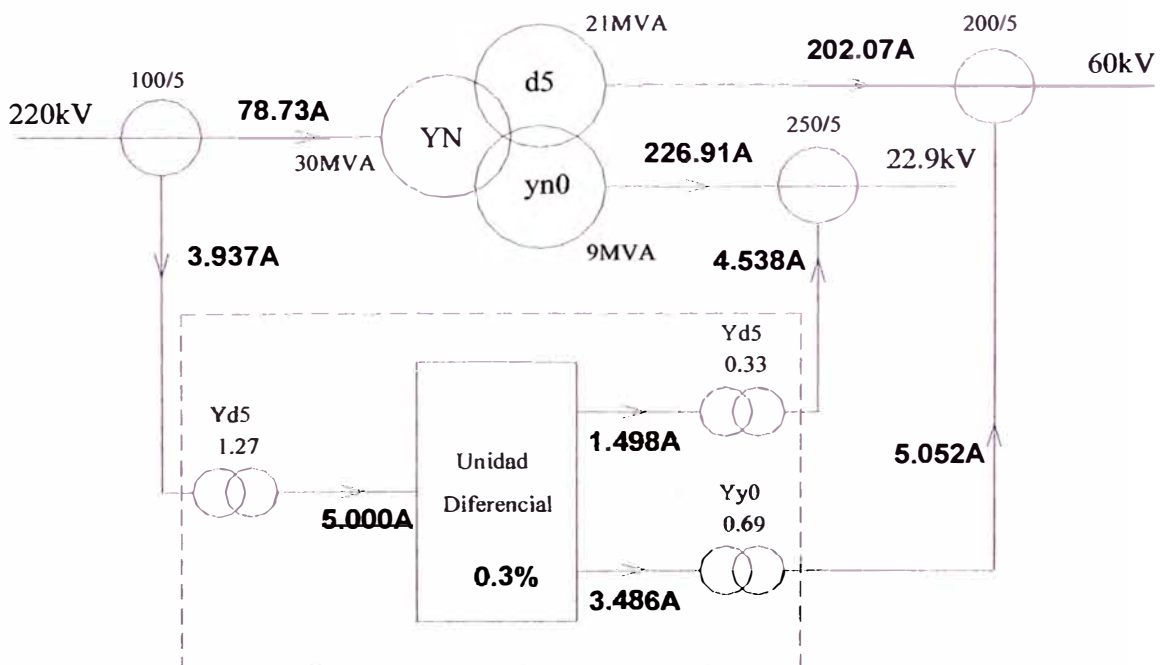 21MVA
200/5
202.07A
60kV
d5
100/5
220kV
78.73A
YN
250/5
30MVA
226.91A
22.9kV
yn0
9MVA
3.937A
4.538A
Yd5
0.33
Yd5
1.27
1.498A
5.052A
Unidad
Diferencial
Yy0
0.69
5.000A
0.3%
3.486A